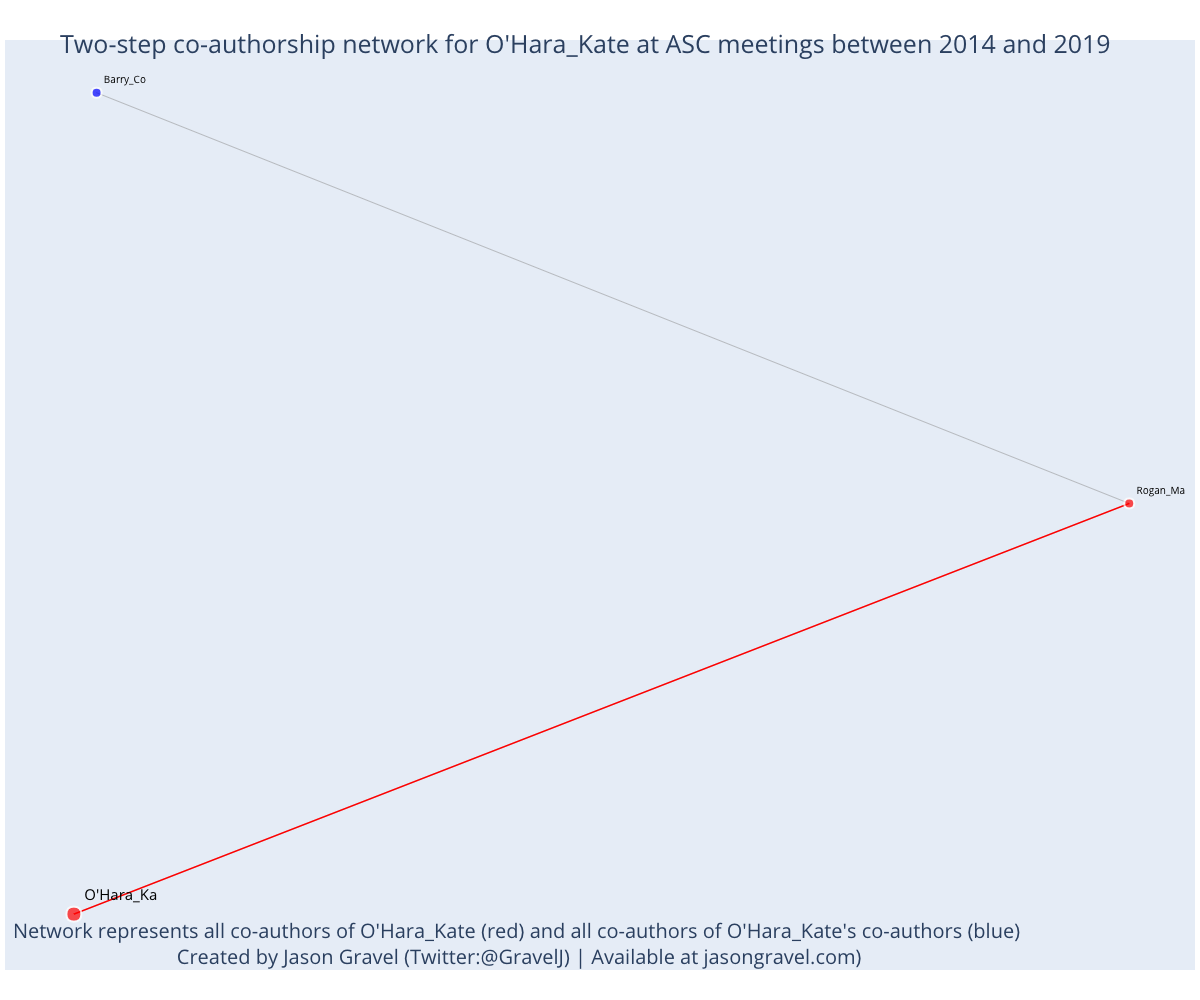 Two-step co-authorship network for O'Hara_Kate at ASC meetings between 2014 and 2019
Barry_Co
Rogan_Ma
O'Hara_Ka
Network represents all co-authors of O'Hara_Kate (red) and all co-authors of O'Hara_Kate's co-authors (blue)
Created by Jason Gravel (Twitter:@GravelJ) | Available at jasongravel.com)